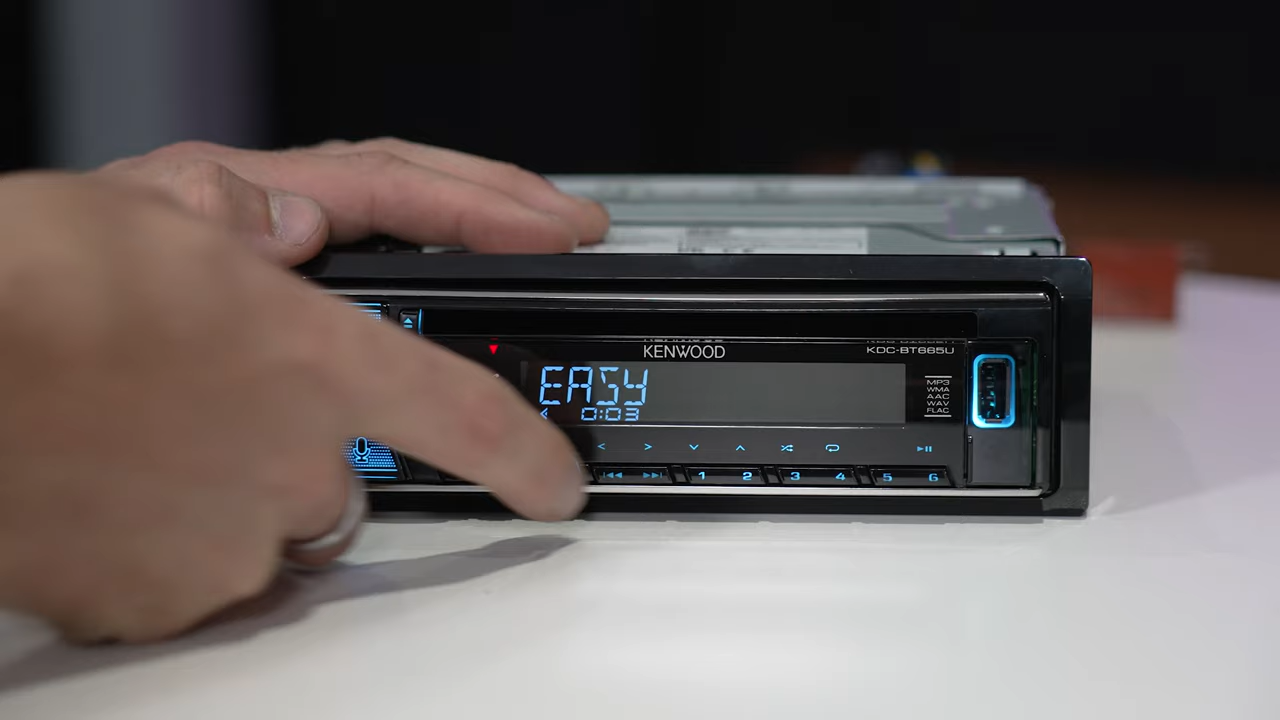 KENWOOD
KDC-BT665U
EASY
0:03
MP3
WMA
AAC
WAV
FLAC
1 2 3 4 5 6